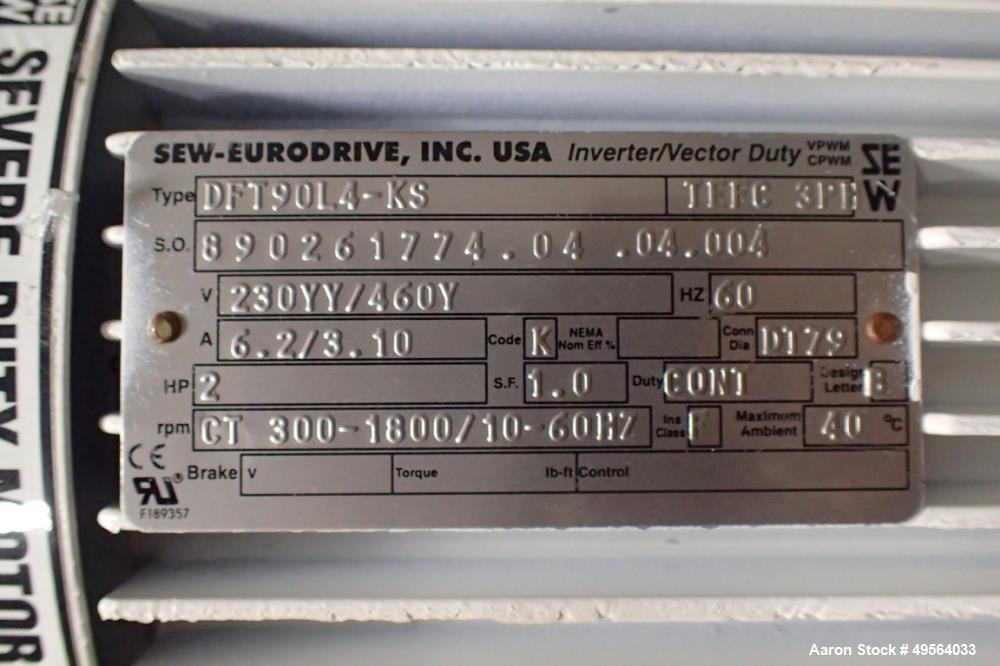 SEVERE DUTY MOTOR
SEW-EURODRIVE, INC. USA Inverter/Vector Duty VPWM CPWM SEW
Type DFT90L4-KS TEFC 3PH
S.O. 890261774.04 .04.004
V 230YY/460Y HZ 60
A 6.2/3.10 Code K NEMA Nom Eff % Conn Dia DT79
HP 2 S.F. 1.0 Duty CONT Design Letter B
rpm CT 300-1800/10-60HZ Ins Class F Maximum Ambient 40 °C
CE
Brake V Torque lb-ft Control
RU ®
E189357
Aaron Stock # 49564033